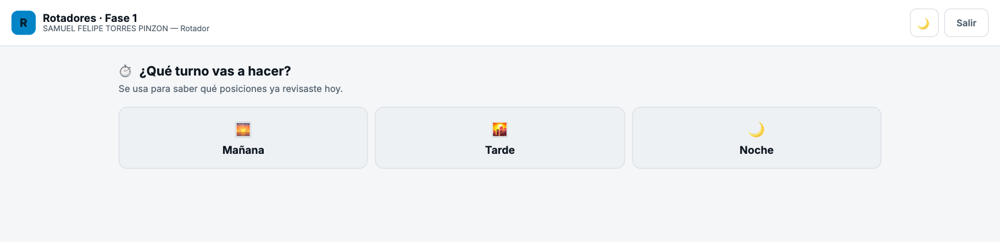 R
Rotadores · Fase 1
SAMUEL FELIPE TORRES PINZON — Rotador
Salir
¿Qué turno vas a hacer?
Se usa para saber qué posiciones ya revisaste hoy.
Mañana
Tarde
Noche